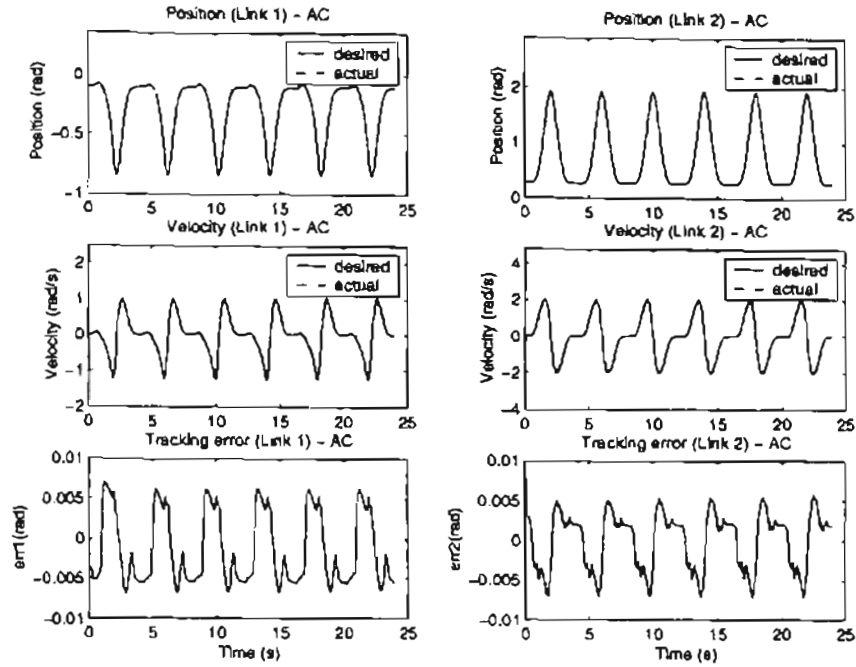 Position (Link 1) - AC
Position (rad)
0
-0.5
-1
desired
actual
0 5 10 15 20 25
Position (Link 2) - AC
Position (rad)
2
1
0
desired
actual
0 5 10 15 20 25
Velocity (Link 1) - AC
Velocity (rad/s)
2
1
0
-1
-2
desired
actual
0 5 10 15 20 25
Velocity (Link 2) - AC
Velocity (rad/s)
4
2
0
-2
-4
desired
actual
0 5 10 15 20 25
Tracking error (Link 1) - AC
err1(rad)
0.01
0.005
0
-0.005
-0.01
0 5 10 15 20 25
Time (s)
Tracking error (Link 2) - AC
err2(rad)
0.01
0.005
0
-0.005
-0.01
0 5 10 15 20 25
Time (s)